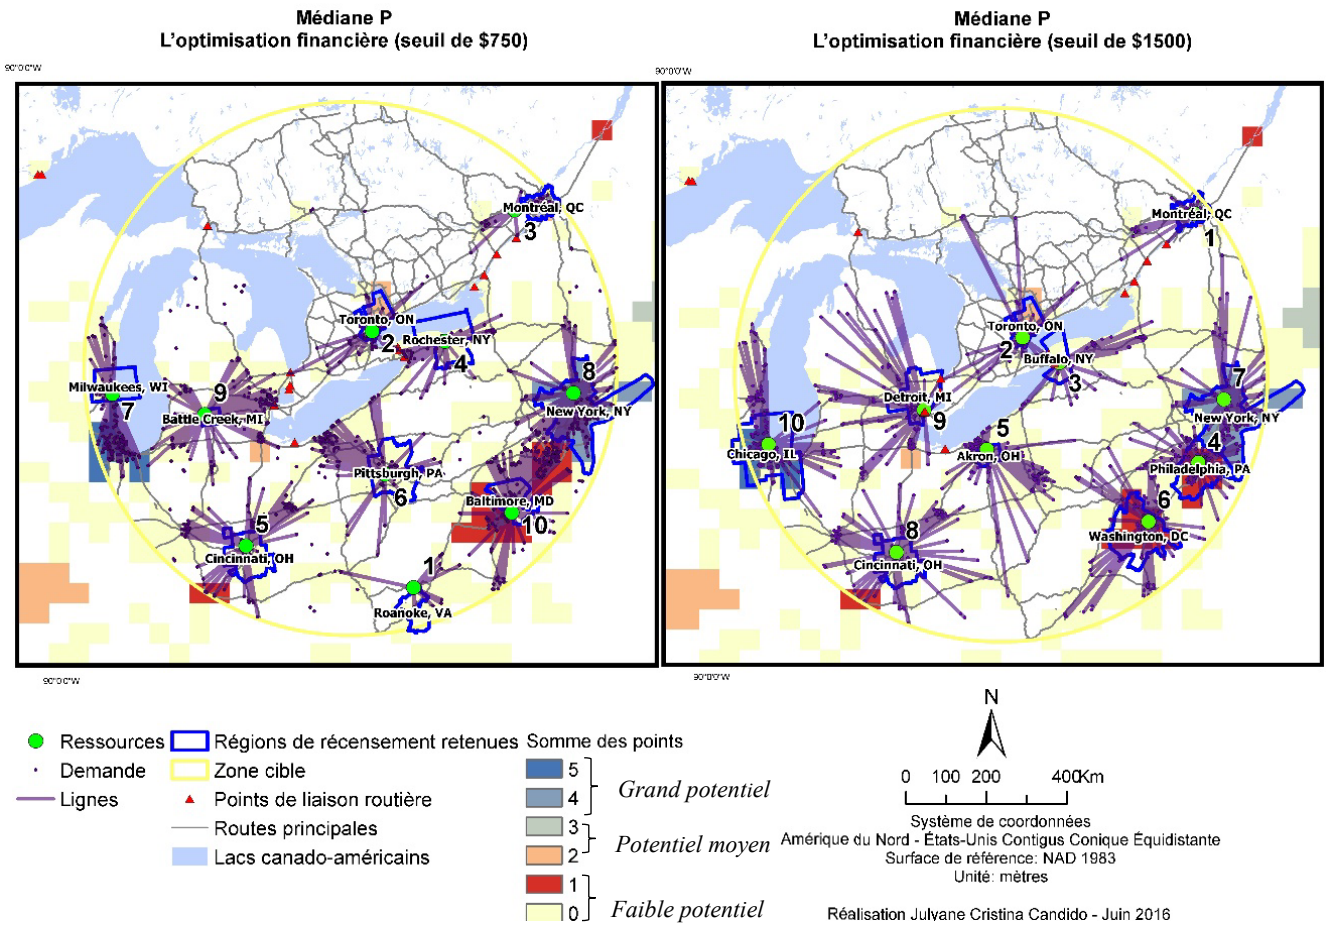 Médiane P
L'optimisation financière (seuil de $750)
Médiane P
L'optimisation financière (seuil de $1500)
90°0'0"W
90°0'0"W
Montréal, QC
3
Toronto, ON
2
Rochester, NY
4
Milwaukees, WI
7
9
Battle Creek, MI
8
New York, NY
Pittsburgh, PA
6
Baltimore, MD
10
5
Cincinnati, OH
1
Roanoke, VA
Montréal, QC
1
Toronto, ON
2
Buffalo, NY
3
Detroit, MI
9
7
New York, NY
10
Chicago, IL
5
Akron, OH
4
Philadelphia, PA
6
Washington, DC
8
Cincinnati, OH
90°0'0"W
90°0'0"W
Ressources
Demande
Lignes
Régions de récensement retenues
Zone cible
Points de liaison routière
Routes principales
Lacs canado-américains
Somme des points
5
4
Grand potentiel
3
2
Potentiel moyen
1
0
Faible potentiel
N
0 100 200 400Km
Système de coordonnées
Amérique du Nord - États-Unis Contigus Conique Équidistante
Surface de référence: NAD 1983
Unité: mètres
Réalisation Julyane Cristina Candido - Juin 2016